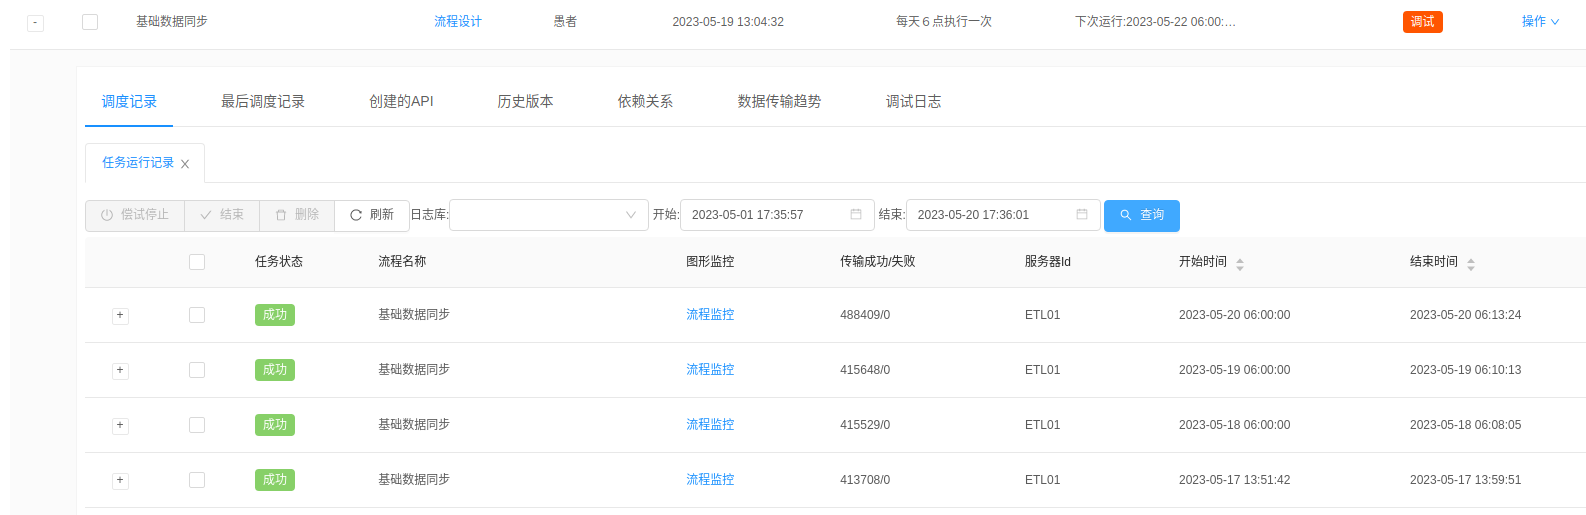 - 基础数据同步 流程设计 愚者 2023-05-19 13:04:32 每天６点执行一次 下次运行:2023-05-22 06:00:… 调试 操作
调度记录 最后调度记录 创建的API 历史版本 依赖关系 数据传输趋势 调试日志
任务运行记录 X
偿试停止 结束 删除 刷新 日志库: 开始: 2023-05-01 17:35:57 结束: 2023-05-20 17:36:01 查询
任务状态 流程名称 图形监控 传输成功/失败 服务器Id 开始时间 结束时间
+ 成功 基础数据同步 流程监控 488409/0 ETL01 2023-05-20 06:00:00 2023-05-20 06:13:24
+ 成功 基础数据同步 流程监控 415648/0 ETL01 2023-05-19 06:00:00 2023-05-19 06:10:13
+ 成功 基础数据同步 流程监控 415529/0 ETL01 2023-05-18 06:00:00 2023-05-18 06:08:05
+ 成功 基础数据同步 流程监控 413708/0 ETL01 2023-05-17 13:51:42 2023-05-17 13:59:51